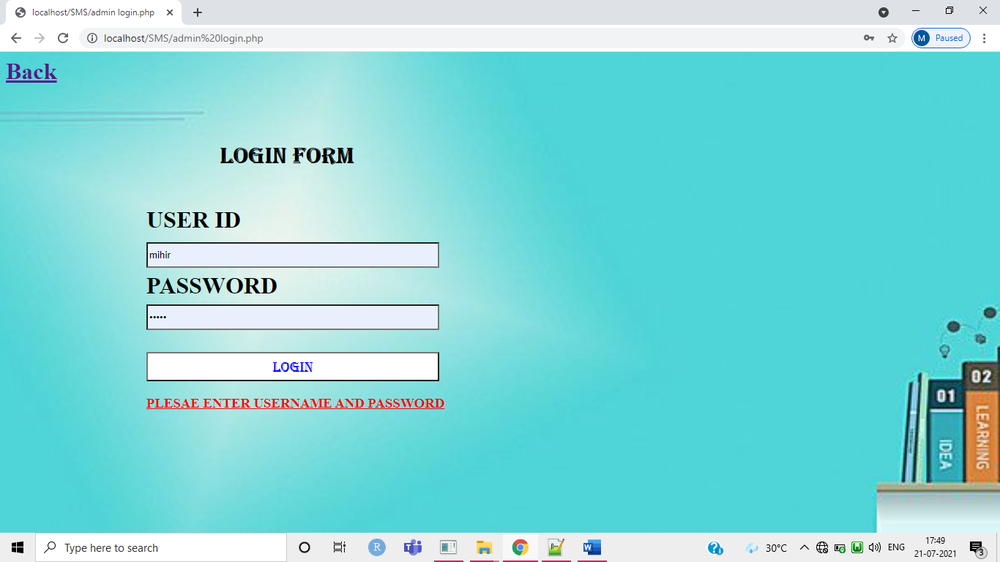 localhost/SMS/admin login.php
localhost/SMS/admin%20login.php
M Paused
Back
LOGIN FORM
USER ID
mihir
PASSWORD
•••••
LOGIN
PLESAE ENTER USERNAME AND PASSWORD
01
IDEA
02
LEARNING
Type here to search
R
30°C
ENG
17:49
21-07-2021
3